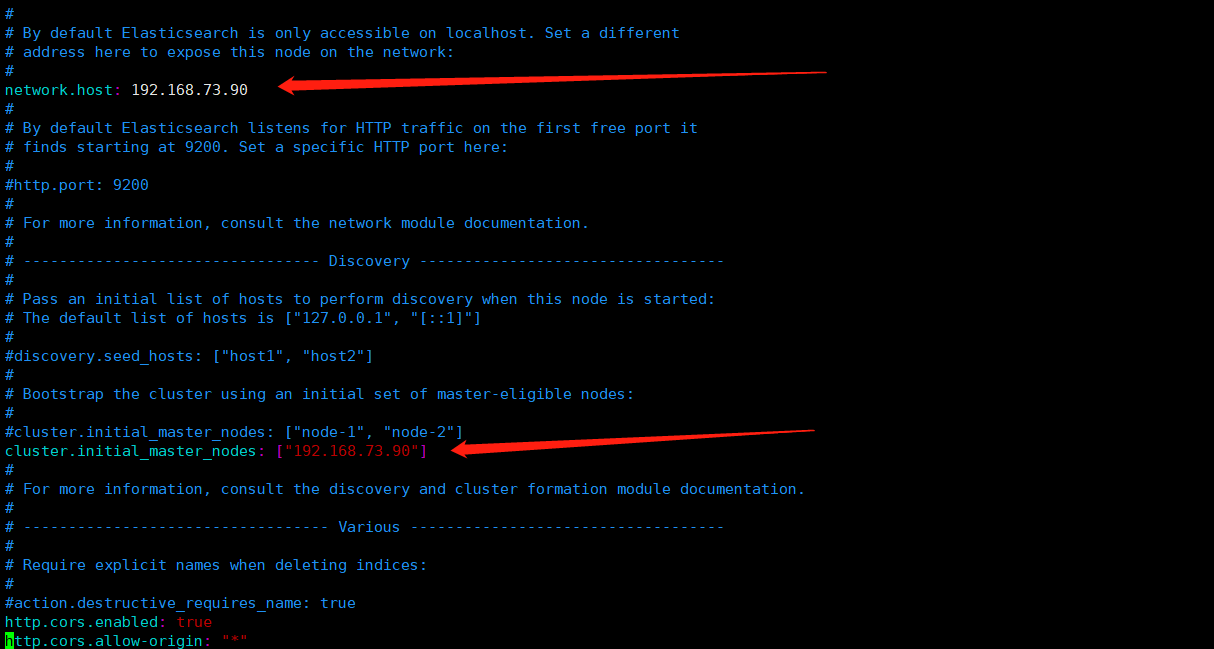 #
# By default Elasticsearch is only accessible on localhost. Set a different
# address here to expose this node on the network:
#
network.host: 192.168.73.90
#
# By default Elasticsearch listens for HTTP traffic on the first free port it
# finds starting at 9200. Set a specific HTTP port here:
#
#http.port: 9200
#
# For more information, consult the network module documentation.
#
# --------------------------------- Discovery ----------------------------------
#
# Pass an initial list of hosts to perform discovery when this node is started:
# The default list of hosts is ["127.0.0.1", "[::1]"]
#
#discovery.seed_hosts: ["host1", "host2"]
#
# Bootstrap the cluster using an initial set of master-eligible nodes:
#
#cluster.initial_master_nodes: ["node-1", "node-2"]
cluster.initial_master_nodes: ["192.168.73.90"]
#
# For more information, consult the discovery and cluster formation module documentation.
#
# ---------------------------------- Various -----------------------------------
#
# Require explicit names when deleting indices:
#
#action.destructive_requires_name: true
http.cors.enabled: true
http.cors.allow-origin: "*"